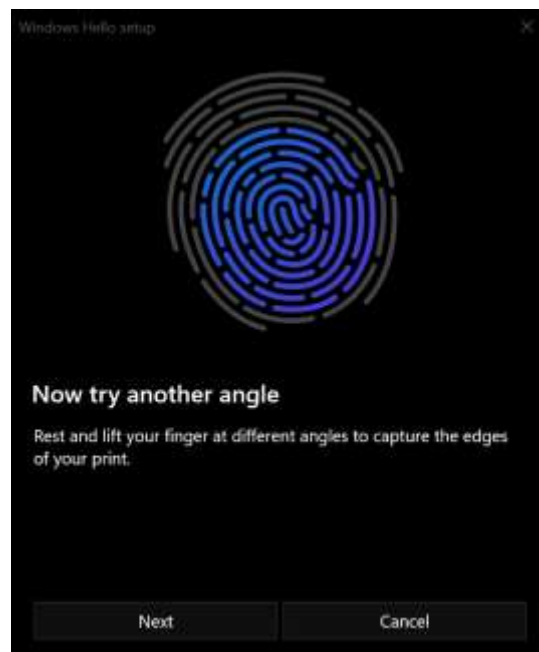 Windows Hello setup
Now try another angle
Rest and lift your finger at different angles to capture the edges
of your print.
Next
Cancel